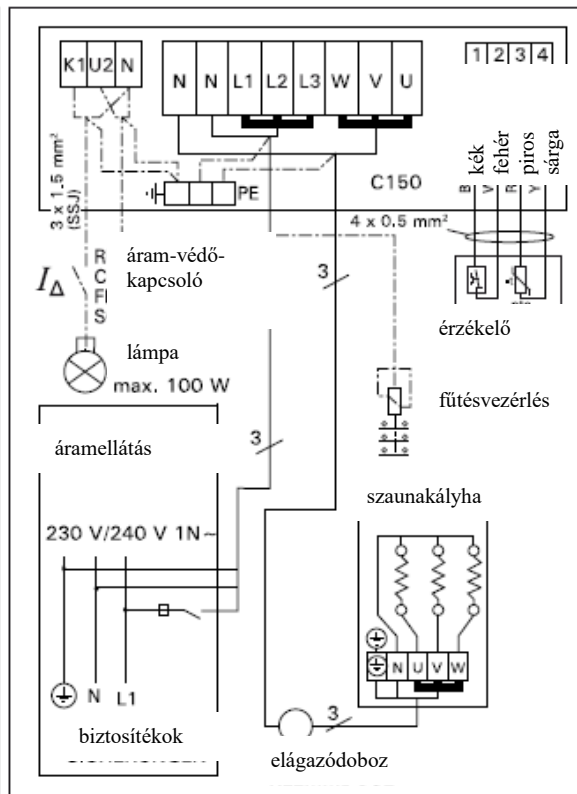 K1 U2 N
N N L1 L2 L3 W V U
1 2 3 4
3 x 1,5 mm²
(SSJ)
PE
C150
B V R Y
kék
fehér
piros
sárga
4 x 0,5 mm²
I∆
áram-védő-
kapcsoló
3
érzékelő
lámpa
max. 100 W
fűtésvezérlés
áramellátás
3
szaunakályha
230 V/240 V 1N~
N U V W
N L1
3
biztosítékok
elágazódoboz